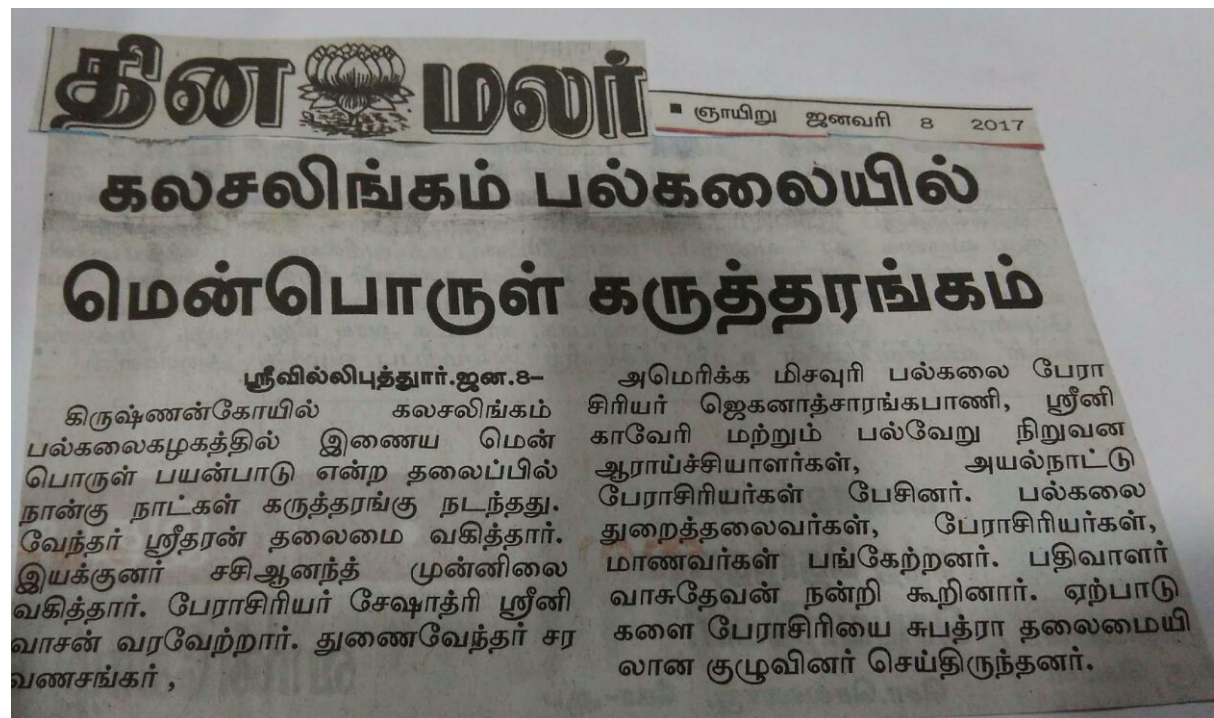 தின மலர்
▪ ஞாயிறு ஜனவரி 8 2017
கலசலிங்கம் பல்கலையில்
மென்பொருள் கருத்தரங்கம்
ஸ்ரீவில்லிபுத்துார்.ஜன.8–
கிருஷ்ணன்கோயில் கலசலிங்கம்
பல்கலைகழகத்தில் இணைய மென்
பொருள் பயன்பாடு என்ற தலைப்பில்
நான்கு நாட்கள் கருத்தரங்கு நடந்தது.
வேந்தர் ஸ்ரீதரன் தலைமை வகித்தார்.
இயக்குனர் சசிஆனந்த் முன்னிலை
வகித்தார். பேராசிரியர் சேஷாத்ரி ஸ்ரீனி
வாசன் வரவேற்றார். துணைவேந்தர் சர
வணசங்கர் ,
அமெரிக்க மிசவுரி பல்கலை பேரா
சிரியர் ஜெகனாத்சாரங்கபாணி, ஸ்ரீனி
காவேரி மற்றும் பல்வேறு நிறுவன
ஆராய்ச்சியாளர்கள், அயல்நாட்டு
பேராசிரியர்கள் பேசினர். பல்கலை
துறைத்தலைவர்கள், பேராசிரியர்கள்,
மாணவர்கள் பங்கேற்றனர். பதிவாளர்
வாசுதேவன் நன்றி கூறினார். ஏற்பாடு
களை பேராசிரியை சுபத்ரா தலைமையி
லான குழுவினர் செய்திருந்தனர்.